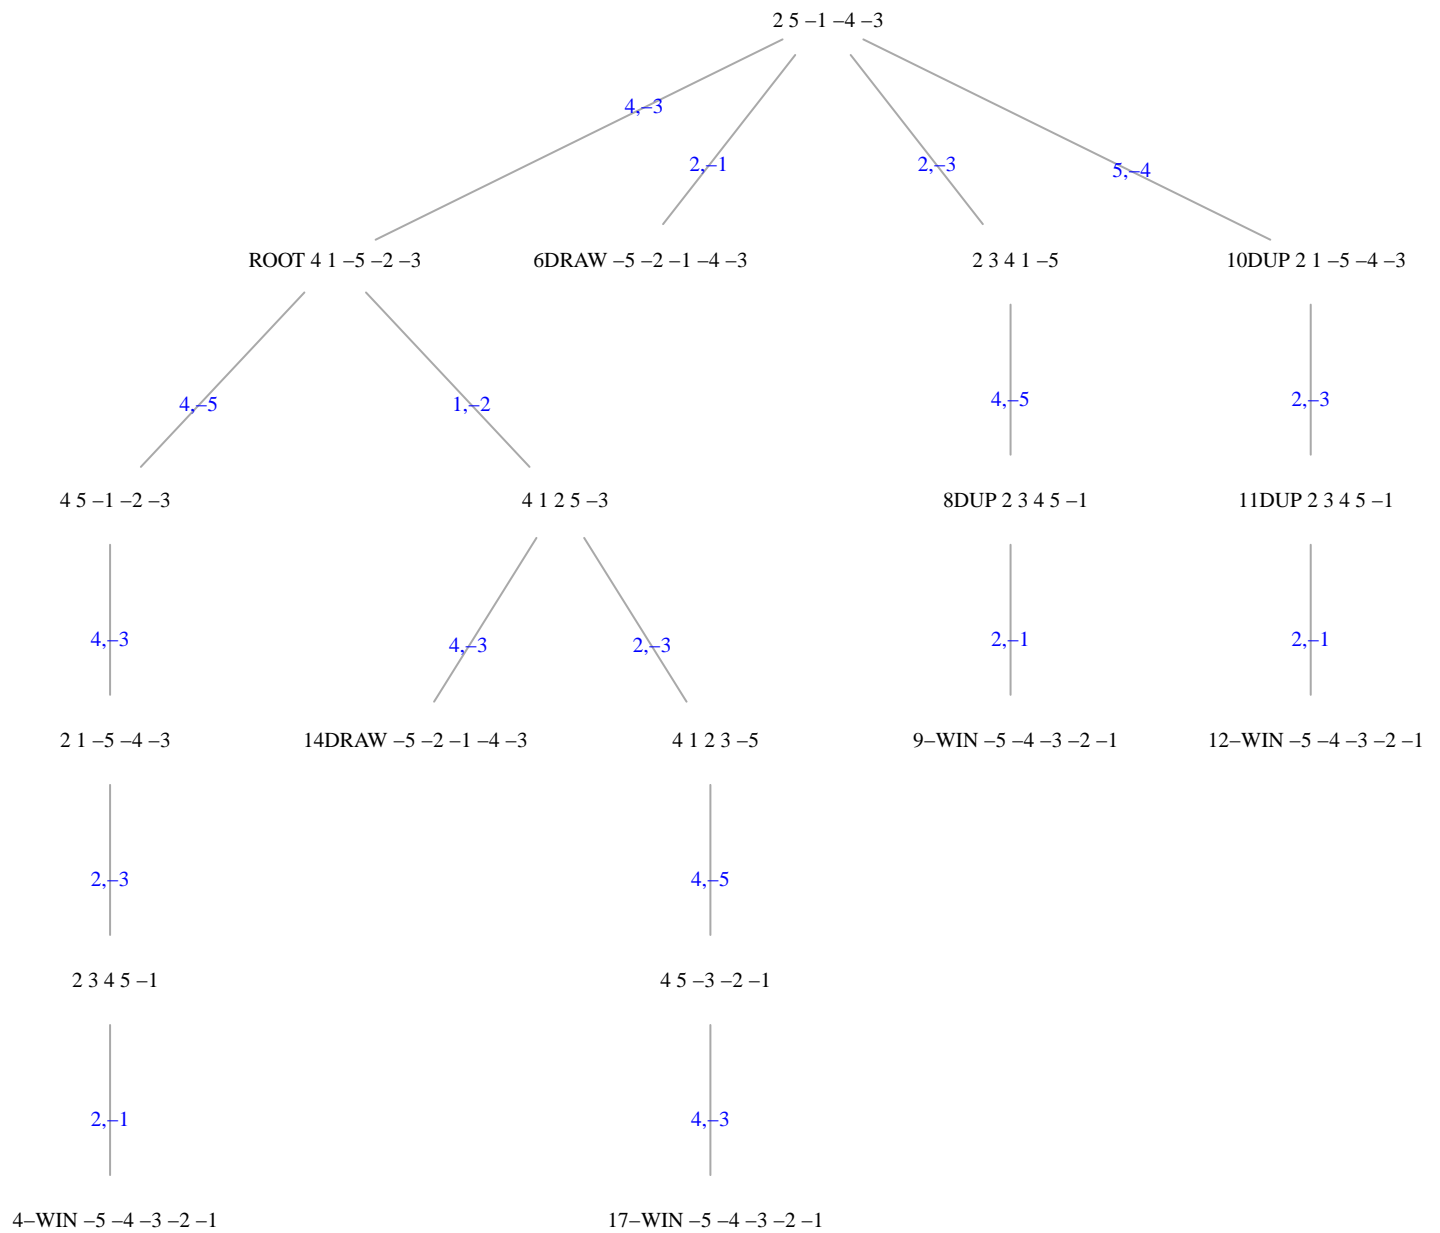 2 5 –1 –4 –3
4,–3
2,–1
2,–3
5,–4
ROOT 4 1 –5 –2 –3
6DRAW –5 –2 –1 –4 –3
2 3 4 1 –5
10DUP 2 1 –5 –4 –3
4,–5
1,–2
4,–5
2,–3
4 5 –1 –2 –3
4 1 2 5 –3
8DUP 2 3 4 5 –1
11DUP 2 3 4 5 –1
4,–3
4,–3
2,–3
2,–1
2,–1
2 1 –5 –4 –3
14DRAW –5 –2 –1 –4 –3
4 1 2 3 –5
9–WIN –5 –4 –3 –2 –1
12–WIN –5 –4 –3 –2 –1
2,–3
4,–5
2 3 4 5 –1
4 5 –3 –2 –1
2,–1
4,–3
4–WIN –5 –4 –3 –2 –1
17–WIN –5 –4 –3 –2 –1